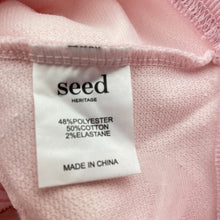 seed
HERITAGE
48%POLYESTER
50%COTTON
2%ELASTANE
MADE IN CHINA